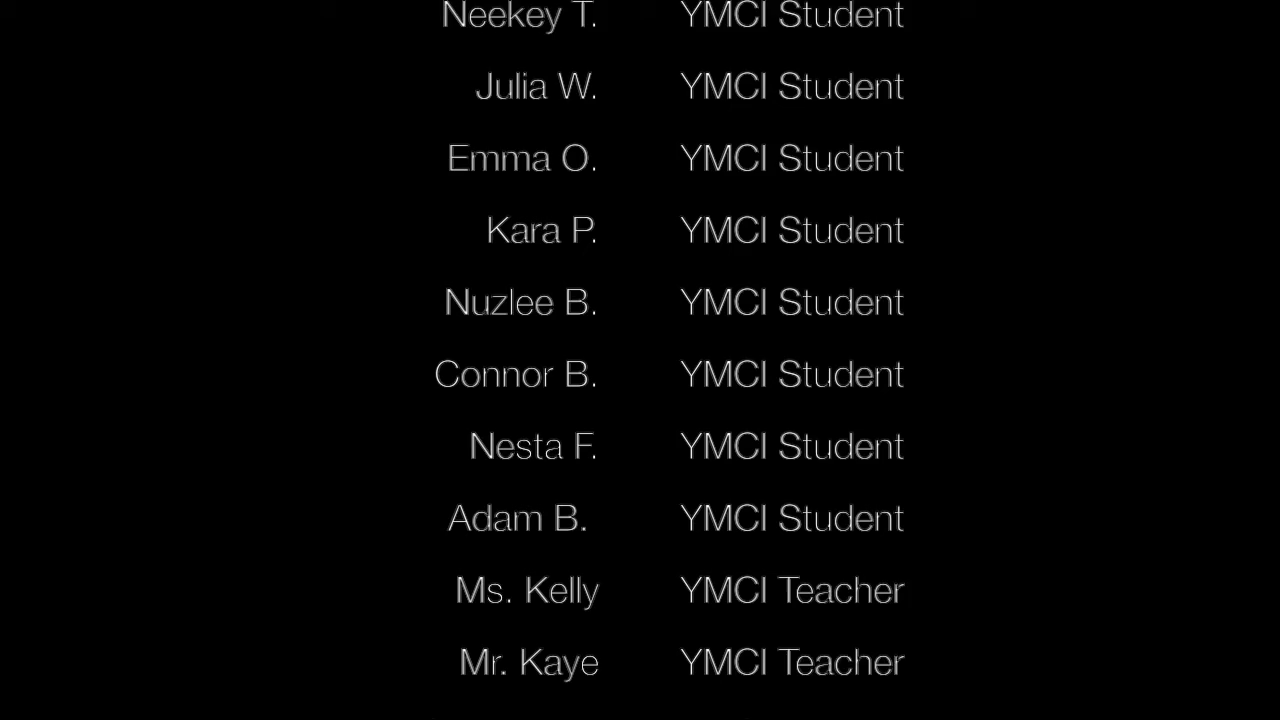 Neekey T. YMCI Student
Julia W. YMCI Student
Emma O. YMCI Student
Kara P. YMCI Student
Nuzlee B. YMCI Student
Connor B. YMCI Student
Nesta F. YMCI Student
Adam B. YMCI Student
Ms. Kelly YMCI Teacher
Mr. Kaye YMCI Teacher